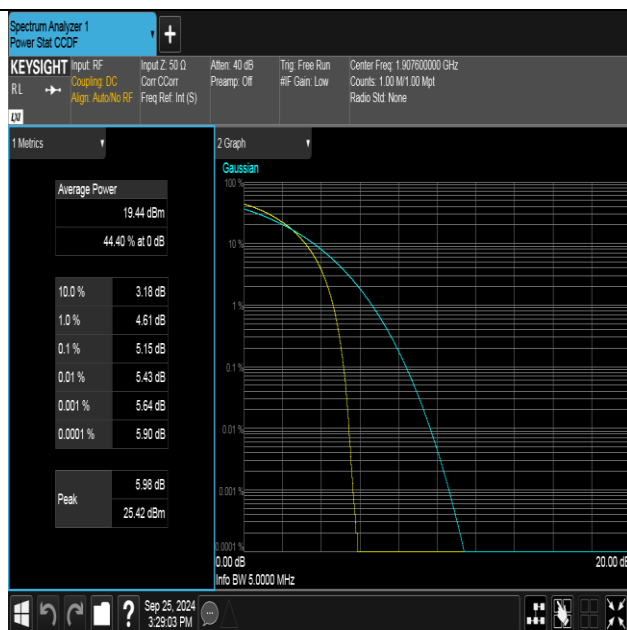 Spectrum Analyzer 1
Power Stat CCDF
+
KEYSIGHT
RL
LXI
Input: RF
Coupling: DC
Align: Auto/No RF
Input Z: 50 Ω
Corr CCorr
Freq Ref: Int (S)
Atten: 40 dB
Preamp: Off
Trig: Free Run
#IF Gain: Low
Center Freq: 1.907600000 GHz
Counts: 1.00 M/1.00 Mpt
Radio Std: None
1 Metrics
Average Power
19.44 dBm
44.40 % at 0 dB
10.0 % 3.18 dB
1.0 % 4.61 dB
0.1 % 5.15 dB
0.01 % 5.43 dB
0.001 % 5.64 dB
0.0001 % 5.90 dB
Peak
5.98 dB
25.42 dBm
2 Graph
Gaussian
100 %
10 %
1 %
0.1 %
0.01 %
0.001 %
0.0001 %
0.00 dB 20.00 dB
Info BW 5.0000 MHz
?
Sep 25, 2024
3:29:03 PM